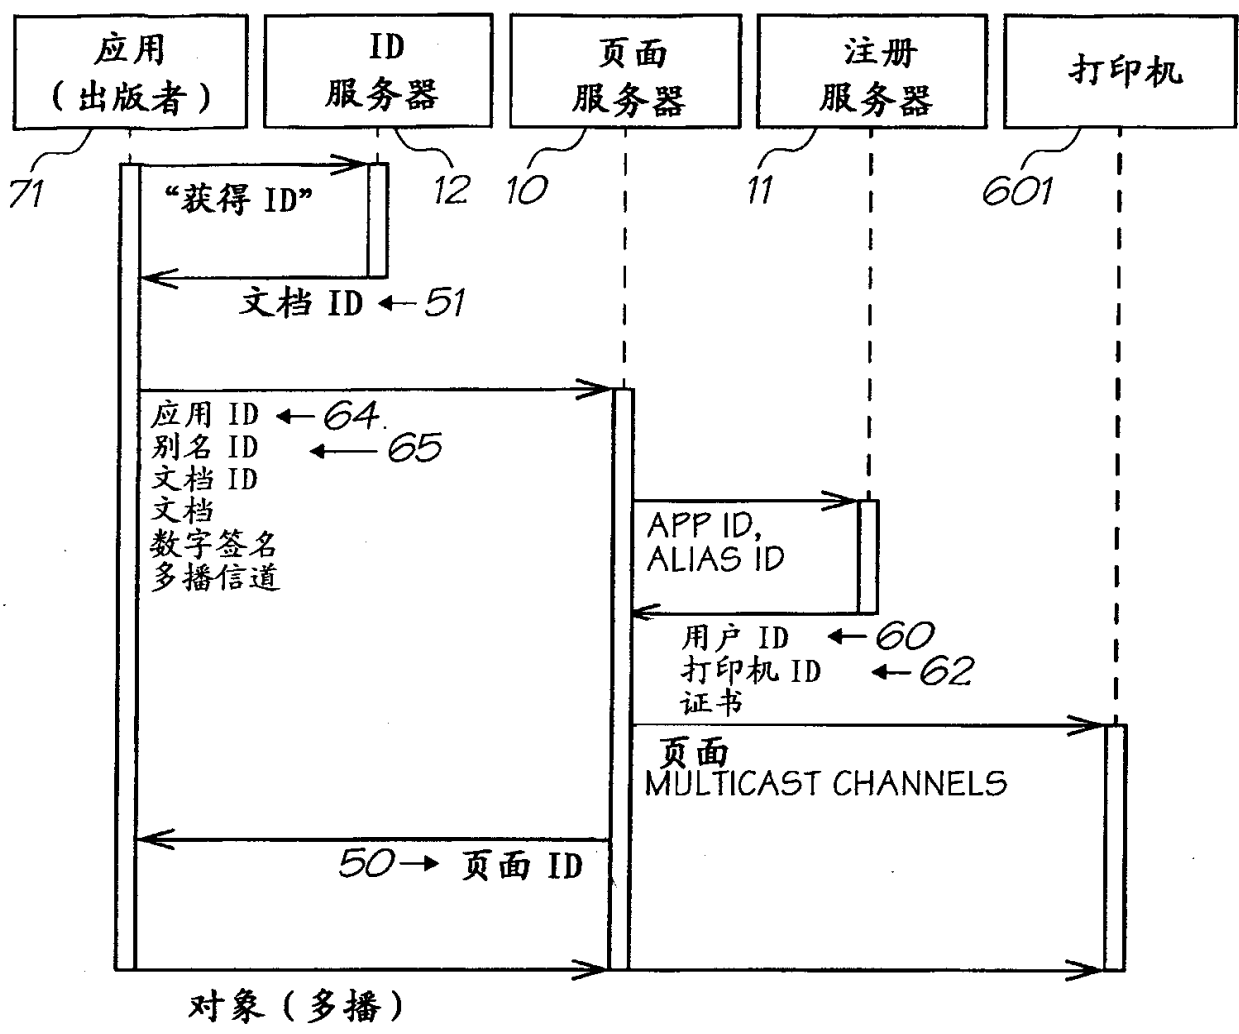 应用
(出版者)
ID
服务器
页面
服务器
注册
服务器
打印机
71
12
10
11
601
“获得 ID”
文档 ID
51
应用 ID
64
别名 ID
65
文档 ID
文档
数字签名
多播信道
APP ID,
ALIAS ID
用户 ID
60
打印机 ID
62
证书
页面
MULTICAST CHANNELS
50
页面 ID
对象(多播)